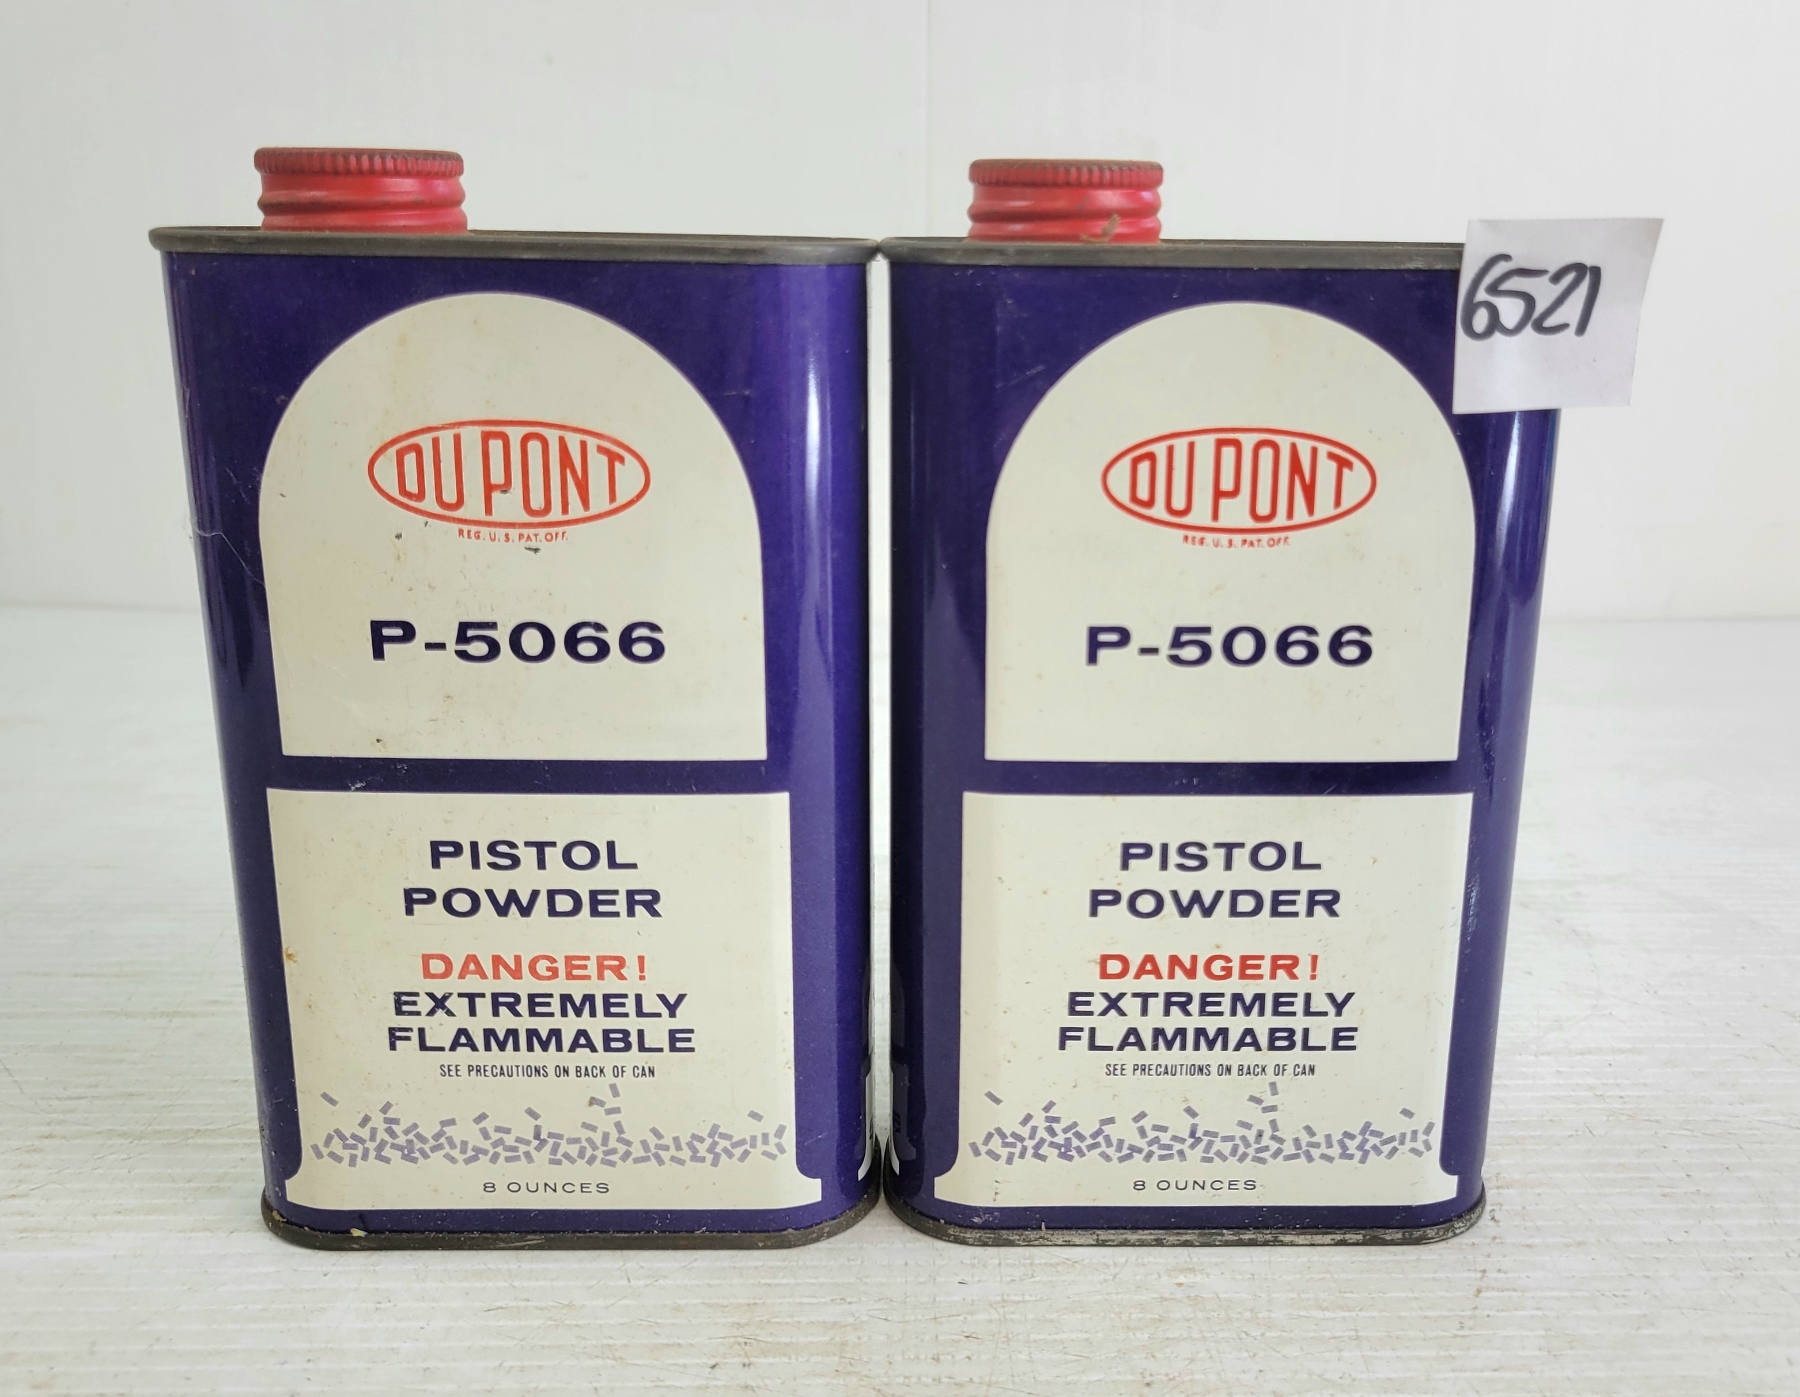 DU PONT
REG. U. S. PAT. OFF.
P-5066
PISTOL
POWDER
DANGER!
EXTREMELY
FLAMMABLE
SEE PRECAUTIONS ON BACK OF CAN
8 OUNCES
DU PONT
REG. U. S. PAT. OFF.
P-5066
PISTOL
POWDER
DANGER!
EXTREMELY
FLAMMABLE
SEE PRECAUTIONS ON BACK OF CAN
8 OUNCES
6521